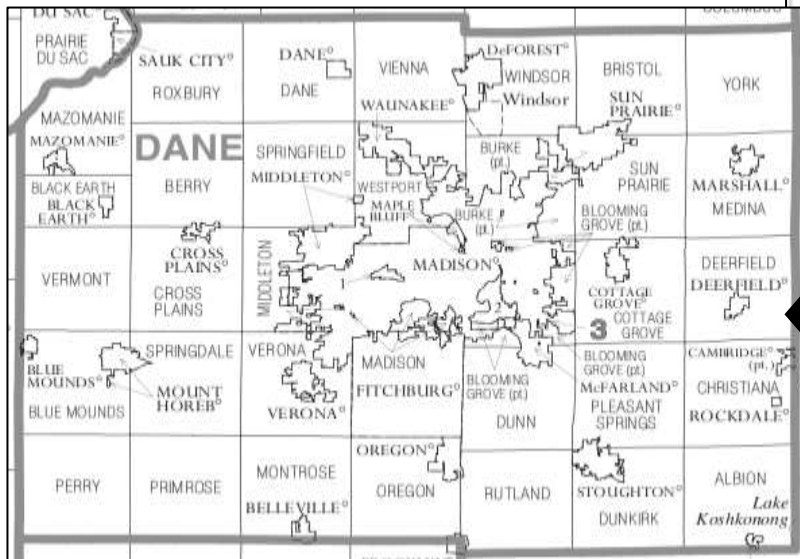 DU SAC°
COLUMBUS
PRAIRIE
DU SAC
SAUK CITY°
ROXBURY
DANE°
DANE
VIENNA
WAUNAKEE°
DeFOREST°
WINDSOR
Windsor
BRISTOL
SUN
PRAIRIE°
YORK
MAZOMANIE
MAZOMANIE°
DANE
BERRY
SPRINGFIELD
MIDDLETON°
WESTPORT
MAPLE
BLUFF°
BURKE
(pt.)
BURKE
(pt.)
SUN
PRAIRIE
MARSHALL°
MEDINA
BLACK EARTH
BLACK
EARTH°
BLOOMING
GROVE (pt.)
VERMONT
CROSS
PLAINS°
CROSS
PLAINS
MIDDLETON
MADISON°
1
2
COTTAGE
GROVE°
3
COTTAGE
GROVE
DEERFIELD
DEERFIELD°
BLUE
MOUNDS°
BLUE MOUNDS
SPRINGDALE
MOUNT
HOREB°
VERONA
VERONA°
MADISON
FITCHBURG°
BLOOMING
GROVE (pt.)
DUNN
BLOOMING
GROVE (pt.)
McFARLAND°
PLEASANT
SPRINGS
CAMBRIDGE°
(pt.)
CHRISTIANA
ROCKDALE°
PERRY
PRIMROSE
MONTROSE
BELLEVILLE°
OREGON°
OREGON
RUTLAND
STOUGHTON°
DUNKIRK
ALBION
Lake
Koshkonong